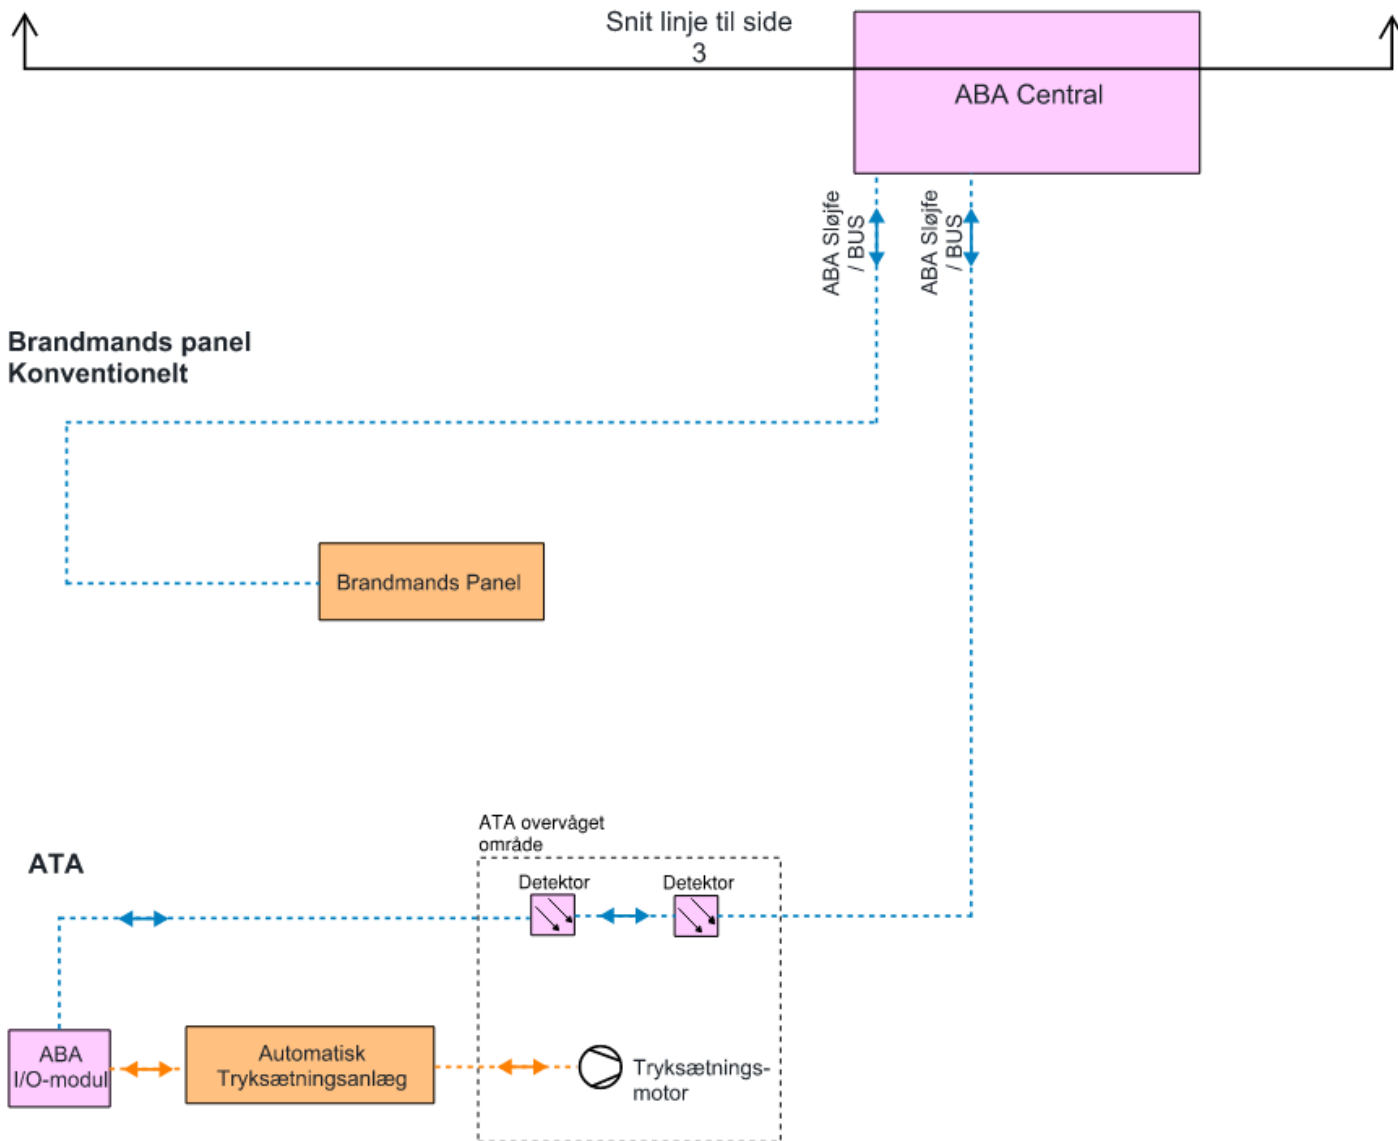 Snit linje til side
3
ABA Central
ABA Sløjfe
/ BUS
ABA Sløjfe
/ BUS
Brandmands panel
Konventionelt
Brandmands Panel
ATA overvåget
område
ATA
Detektor
Detektor
ABA
I/O-modul
Automatisk
Tryksætningsanlæg
Tryksætnings-
motor